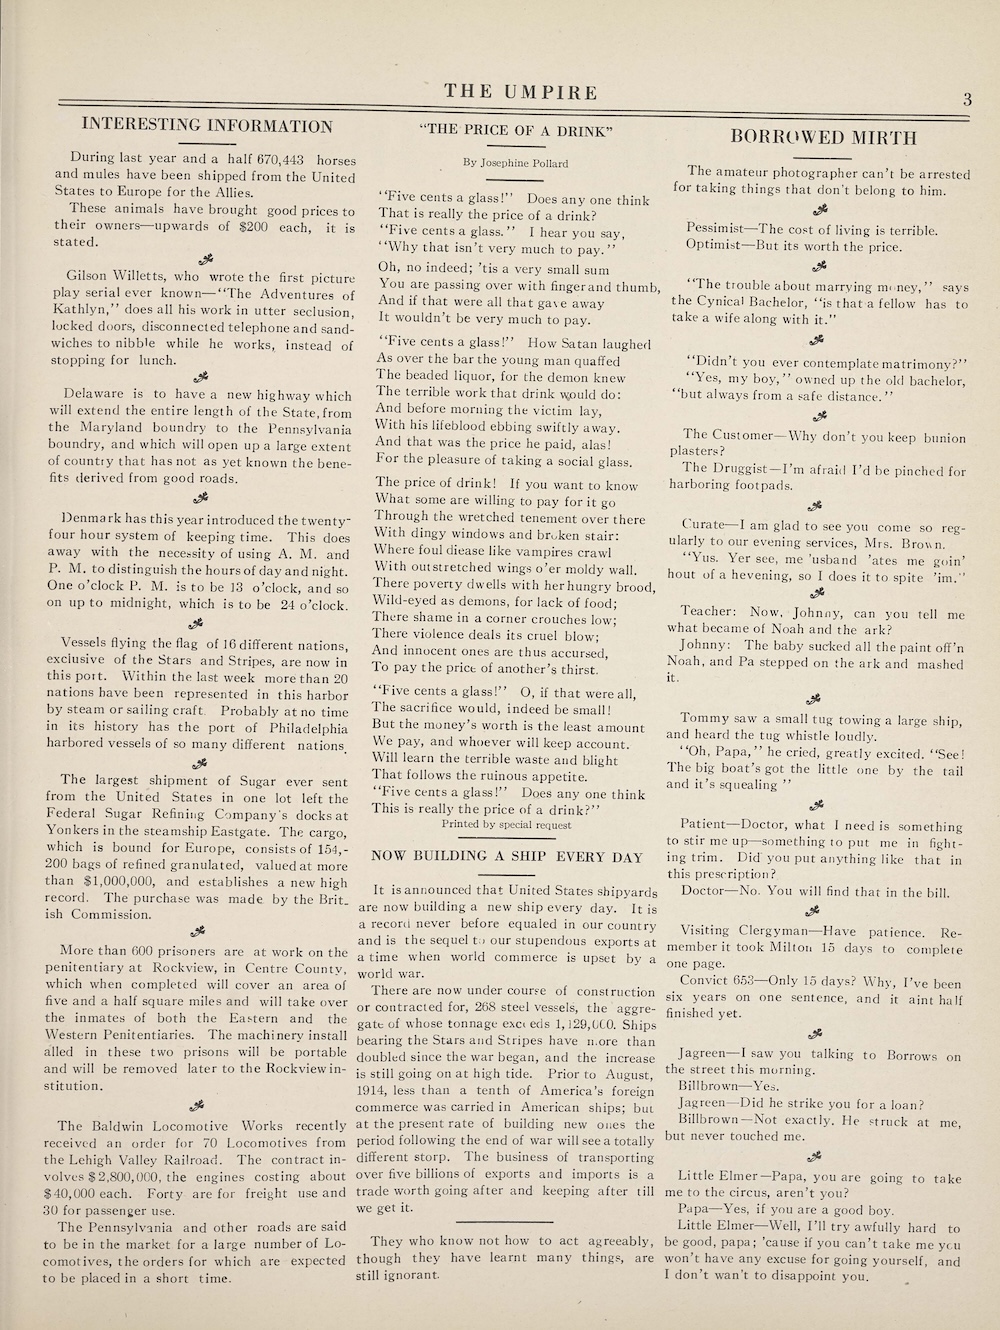 THE UMPIRE
3
INTERESTING INFORMATION
During last year and a half 670,443 horses
and mules have been shipped from the United
States to Europe for the Allies.
These animals have brought good prices to
their owners—upwards of $200 each, it is
stated.
Gilson Willetts, who wrote the first picture
play serial ever known—“The Adventures of
Kathlyn,” does all his work in utter seclusion,
locked doors, disconnected telephone and sand-
wiches to nibble while he works, instead of
stopping for lunch.
Delaware is to have a new highway which
will extend the entire length of the State, from
the Maryland boundry to the Pennsylvania
boundry, and which will open up a large extent
of country that has not as yet known the bene-
fits derived from good roads.
Denmark has this year introduced the twenty-
four hour system of keeping time. This does
away with the necessity of using A. M. and
P. M. to distinguish the hours of day and night.
One o’clock P. M. is to be 13 o’clock, and so
on up to midnight, which is to be 24 o’clock.
Vessels flying the flag of 16 different nations,
exclusive of the Stars and Stripes, are now in
this port. Within the last week more than 20
nations have been represented in this harbor
by steam or sailing craft. Probably at no time
in its history has the port of Philadelphia
harbored vessels of so many different nations.
The largest shipment of Sugar ever sent
from the United States in one lot left the
Federal Sugar Refining Company’s docks at
Yonkers in the steamship Eastgate. The cargo,
which is bound for Europe, consists of 154,-
200 bags of refined granulated, valued at more
than $1,000,000, and establishes a new high
record. The purchase was made by the Brit-
ish Commission.
More than 600 prisoners are at work on the
penitentiary at Rockview, in Centre County,
which when completed will cover an area of
five and a half square miles and will take over
the inmates of both the Eastern and the
Western Penitentiaries. The machinery install
alled in these two prisons will be portable
and will be removed later to the Rockview in-
stitution.
The Baldwin Locomotive Works recently
received an order for 70 Locomotives from
the Lehigh Valley Railroad. The contract in-
volves $2,800,000, the engines costing about
$40,000 each. Forty are for freight use and
30 for passenger use.
The Pennsylvania and other roads are said
to be in the market for a large number of Lo-
comotives, the orders for which are expected
to be placed in a short time.
“THE PRICE OF A DRINK”
By Josephine Pollard
“Five cents a glass!” Does any one think
That is really the price of a drink?
“Five cents a glass.” I hear you say,
“Why that isn’t very much to pay.”
Oh, no indeed; ’tis a very small sum
You are passing over with finger and thumb,
And if that were all that gave away
It wouldn’t be very much to pay.
“Five cents a glass!” How Satan laughed
As over the bar the young man quaffed
The beaded liquor, for the demon knew
The terrible work that drink would do:
And before morning the victim lay,
With his lifeblood ebbing swiftly away.
And that was the price he paid, alas!
For the pleasure of taking a social glass.
The price of drink! If you want to know
What some are willing to pay for it go
Through the wretched tenement over there
With dingy windows and broken stair:
Where foul diease like vampires crawl
With outstretched wings o’er moldy wall.
There poverty dwells with her hungry brood,
Wild-eyed as demons, for lack of food;
There shame in a corner crouches low;
There violence deals its cruel blow;
And innocent ones are thus accursed,
To pay the price of another’s thirst.
“Five cents a glass!” O, if that were all,
The sacrifice would, indeed be small!
But the money’s worth is the least amount
We pay, and whoever will keep account.
Will learn the terrible waste and blight
That follows the ruinous appetite.
“Five cents a glass!” Does any one think
This is really the price of a drink?”
Printed by special request
NOW BUILDING A SHIP EVERY DAY
It is announced that United States shipyards
are now building a new ship every day. It is
a record never before equaled in our country
and is the sequel to our stupendous exports at
a time when world commerce is upset by a
world war.
There are now under course of construction
or contracted for, 268 steel vessels, the aggre-
gate of whose tonnage exceeds 1,129,000. Ships
bearing the Stars and Stripes have more than
doubled since the war began, and the increase
is still going on at high tide. Prior to August,
1914, less than a tenth of America’s foreign
commerce was carried in American ships; but
at the present rate of building new ones the
period following the end of war will see a totally
different storp. The business of transporting
over five billions of exports and imports is a
trade worth going after and keeping after till
we get it.
They who know not how to act agreeably,
though they have learnt many things, are
still ignorant.
BORROWED MIRTH
The amateur photographer can’t be arrested
for taking things that don’t belong to him.
Pessimist—The cost of living is terrible.
Optimist—But its worth the price.
“The trouble about marrying money,” says
the Cynical Bachelor, “is that a fellow has to
take a wife along with it.”
“Didn’t you ever contemplate matrimony?”
“Yes, my boy,” owned up the old bachelor,
“but always from a safe distance.”
The Customer—Why don’t you keep bunion
plasters?
The Druggist—I’m afraid I’d be pinched for
harboring footpads.
Curate—I am glad to see you come so reg-
ularly to our evening services, Mrs. Brown.
“Yus. Yer see, me ’usband ’ates me goin’
hout of a hevening, so I does it to spite ’im.”
Teacher: Now, Johnny, can you tell me
what became of Noah and the ark?
Johnny: The baby sucked all the paint off’n
Noah, and Pa stepped on the ark and mashed
it.
Tommy saw a small tug towing a large ship,
and heard the tug whistle loudly.
“Oh, Papa,” he cried, greatly excited. “See!
The big boat’s got the little one by the tail
and it’s squealing ”
Patient—Doctor, what I need is something
to stir me up—something to put me in fight-
ing trim. Did you put anything like that in
this prescription?
Doctor—No. You will find that in the bill.
Visiting Clergyman—Have patience. Re-
member it took Milton 15 days to complete
one page.
Convict 653—Only 15 days? Why, I’ve been
six years on one sentence, and it aint half
finished yet.
Jagreen—I saw you talking to Borrows on
the street this morning.
Billbrown—Yes.
Jagreen—Did he strike you for a loan?
Billbrown—Not exactly. He struck at me,
but never touched me.
Little Elmer—Papa, you are going to take
me to the circus, aren’t you?
Papa—Yes, if you are a good boy.
Little Elmer—Well, I’ll try awfully hard to
be good, papa; ’cause if you can’t take me you
won’t have any excuse for going yourself, and
I don’t wan’t to disappoint you.